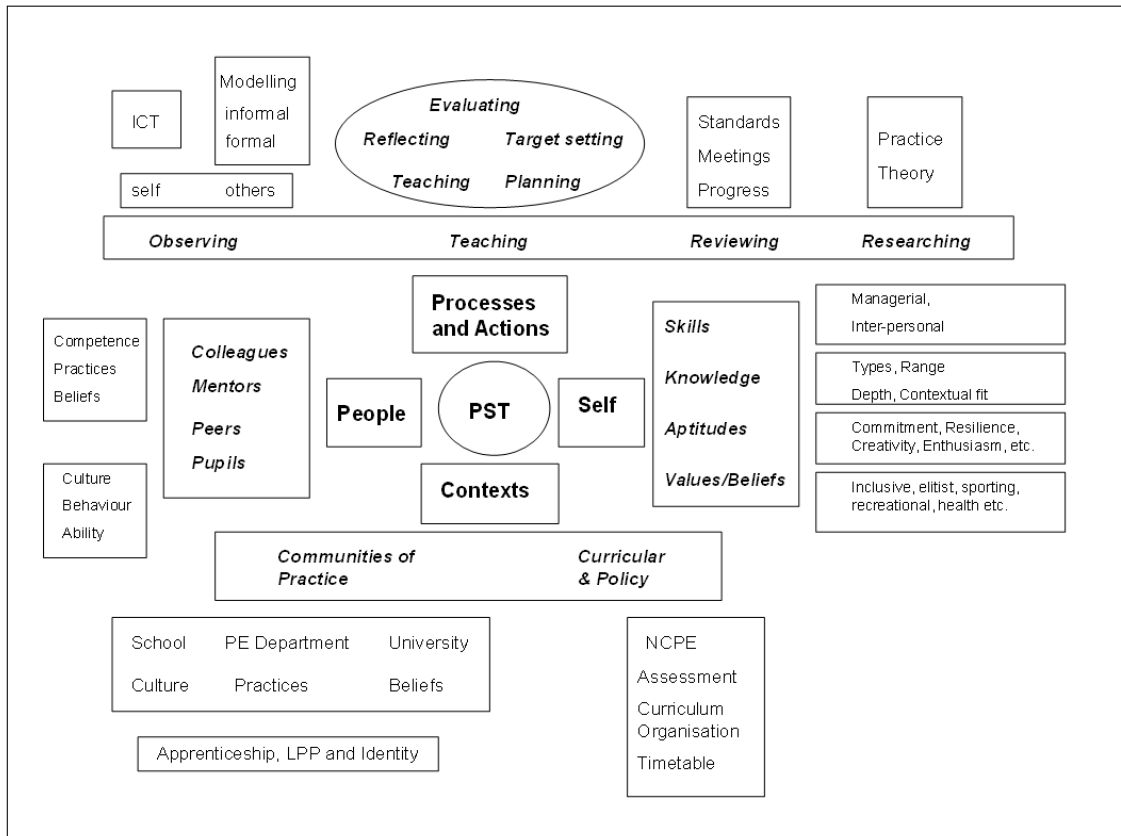 ICT
Modelling
informal
formal
self others
Evaluating
Reflecting Target setting
Teaching Planning
Standards
Meetings
Progress
Practice
Theory
Observing Teaching Reviewing Researching
Processes
and Actions
Competence
Practices
Beliefs
Culture
Behaviour
Ability
Colleagues
Mentors
Peers
Pupils
People
PST
Self
Contexts
Skills
Knowledge
Aptitudes
Values/Beliefs
Managerial,
Inter-personal
Types, Range
Depth, Contextual fit
Commitment, Resilience,
Creativity, Enthusiasm, etc.
Inclusive, elitist, sporting,
recreational, health etc.
Communities of
Practice
Curricular
& Policy
School PE Department University
Culture Practices Beliefs
Apprenticeship, LPP and Identity
NCPE
Assessment
Curriculum
Organisation
Timetable